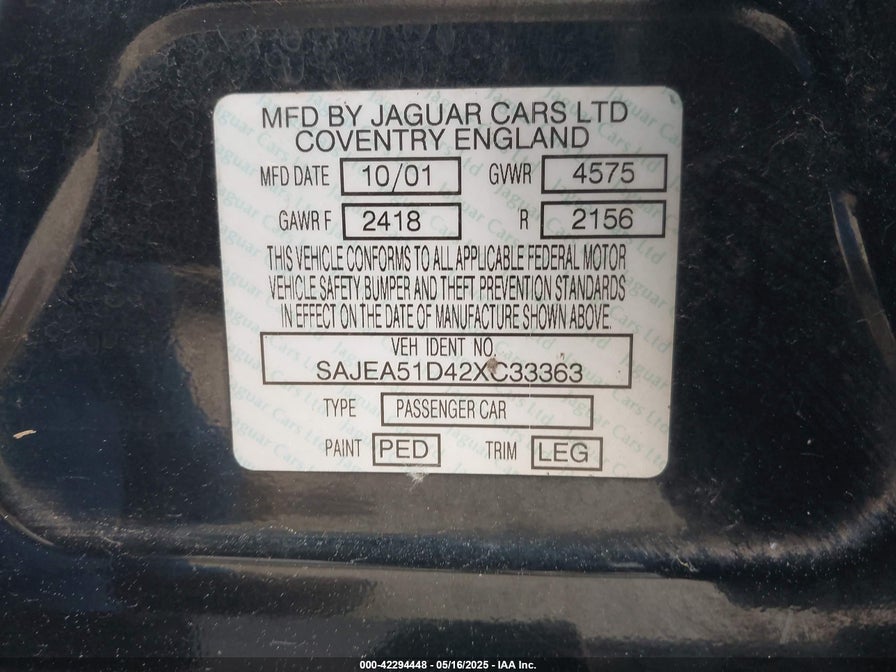 MFD BY JAGUAR CARS LTD
COVENTRY ENGLAND
MFD DATE 10/01 GVWR 4575
GAWR F 2418 R 2156
THIS VEHICLE CONFORMS TO ALL APPLICABLE FEDERAL MOTOR
VEHICLE SAFETY, BUMPER AND THEFT PREVENTION STANDARDS
IN EFFECT ON THE DATE OF MANUFACTURE SHOWN ABOVE.
VEH IDENT NO.
SAJEA51D42XC33363
TYPE PASSENGER CAR
PAINT PED TRIM LEG
000-42294448 - 05/16/2025 - IAA Inc.